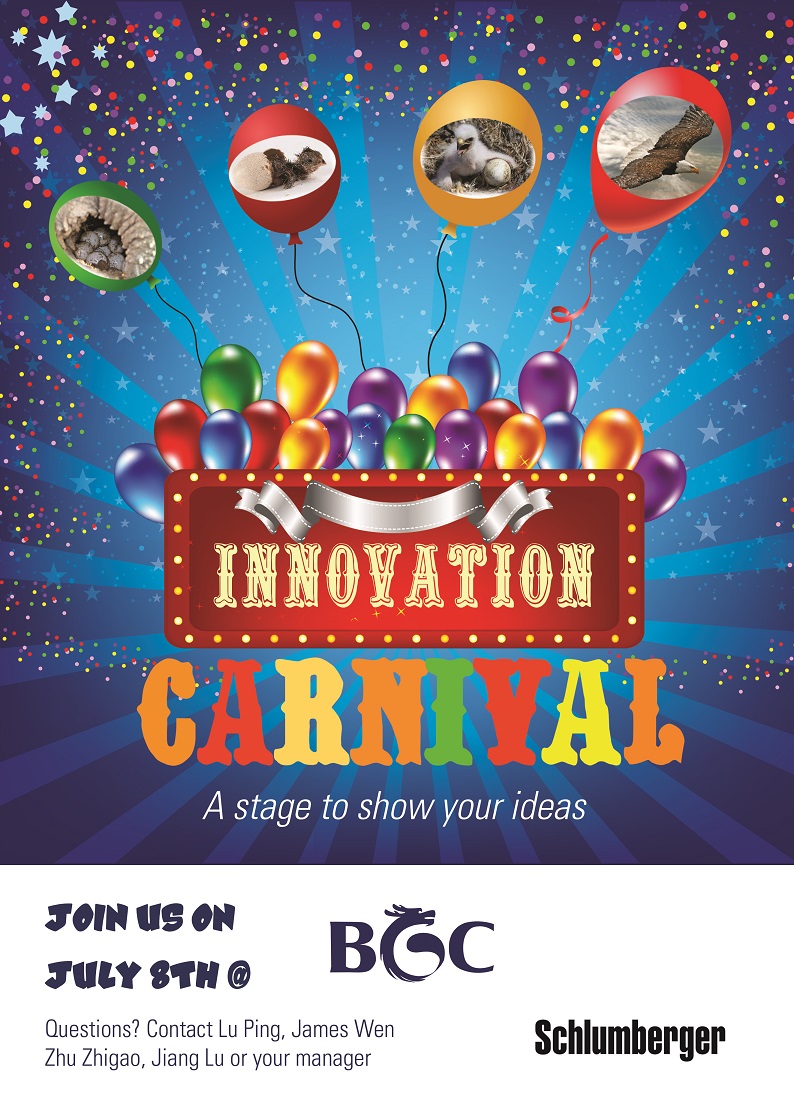 INNOVATION
CARNIVAL
A stage to show your ideas
JOIN US ON
JULY 8TH @
BGC
Questions? Contact Lu Ping, James Wen
Zhu Zhigao, Jiang Lu or your manager
Schlumberger